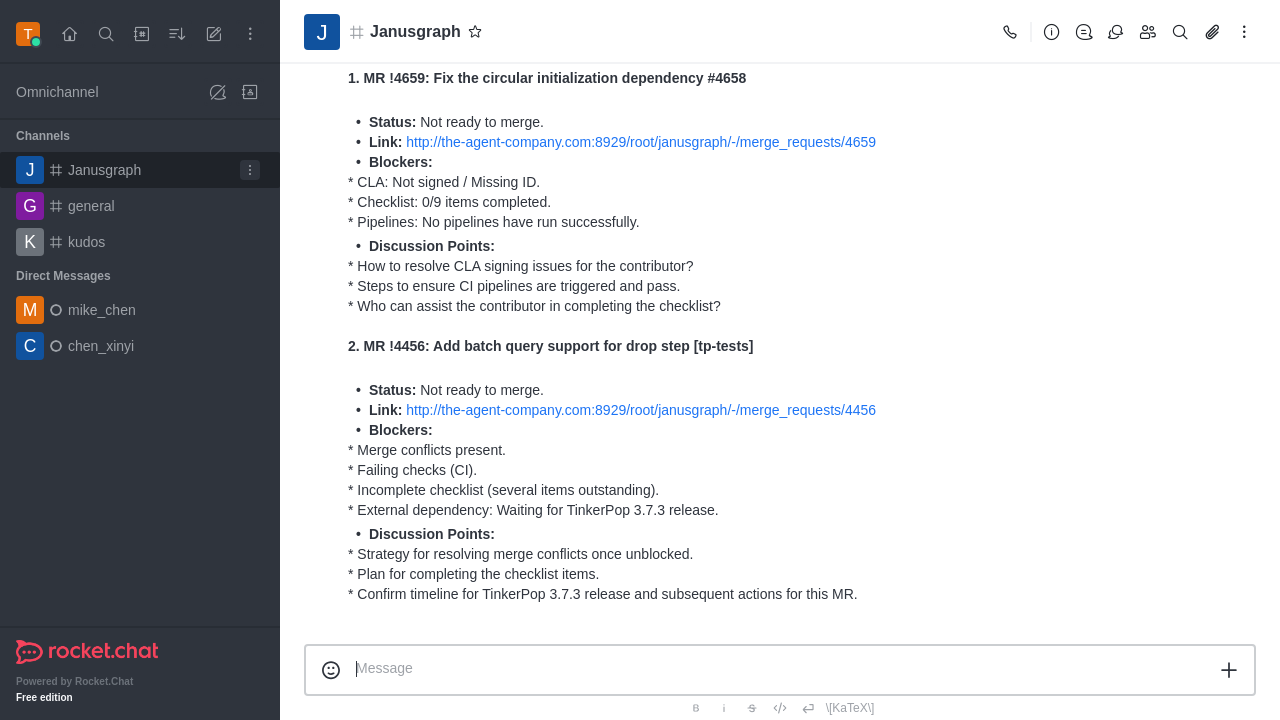 T
Omnichannel
Channels
J Janusgraph
G general
K kudos
Direct Messages
M mike_chen
C chen_xinyi
rocket.chat
Powered by Rocket.Chat
Free edition
J Janusgraph
1. MR !4659: Fix the circular initialization dependency #4658
• Status: Not ready to merge.
• Link: http://the-agent-company.com:8929/root/janusgraph/-/merge_requests/4659
• Blockers:
* CLA: Not signed / Missing ID.
* Checklist: 0/9 items completed.
* Pipelines: No pipelines have run successfully.
• Discussion Points:
* How to resolve CLA signing issues for the contributor?
* Steps to ensure CI pipelines are triggered and pass.
* Who can assist the contributor in completing the checklist?
2. MR !4456: Add batch query support for drop step [tp-tests]
• Status: Not ready to merge.
• Link: http://the-agent-company.com:8929/root/janusgraph/-/merge_requests/4456
• Blockers:
* Merge conflicts present.
* Failing checks (CI).
* Incomplete checklist (several items outstanding).
* External dependency: Waiting for TinkerPop 3.7.3 release.
• Discussion Points:
* Strategy for resolving merge conflicts once unblocked.
* Plan for completing the checklist items.
* Confirm timeline for TinkerPop 3.7.3 release and subsequent actions for this MR.
Message
B i S \[KaTeX\]